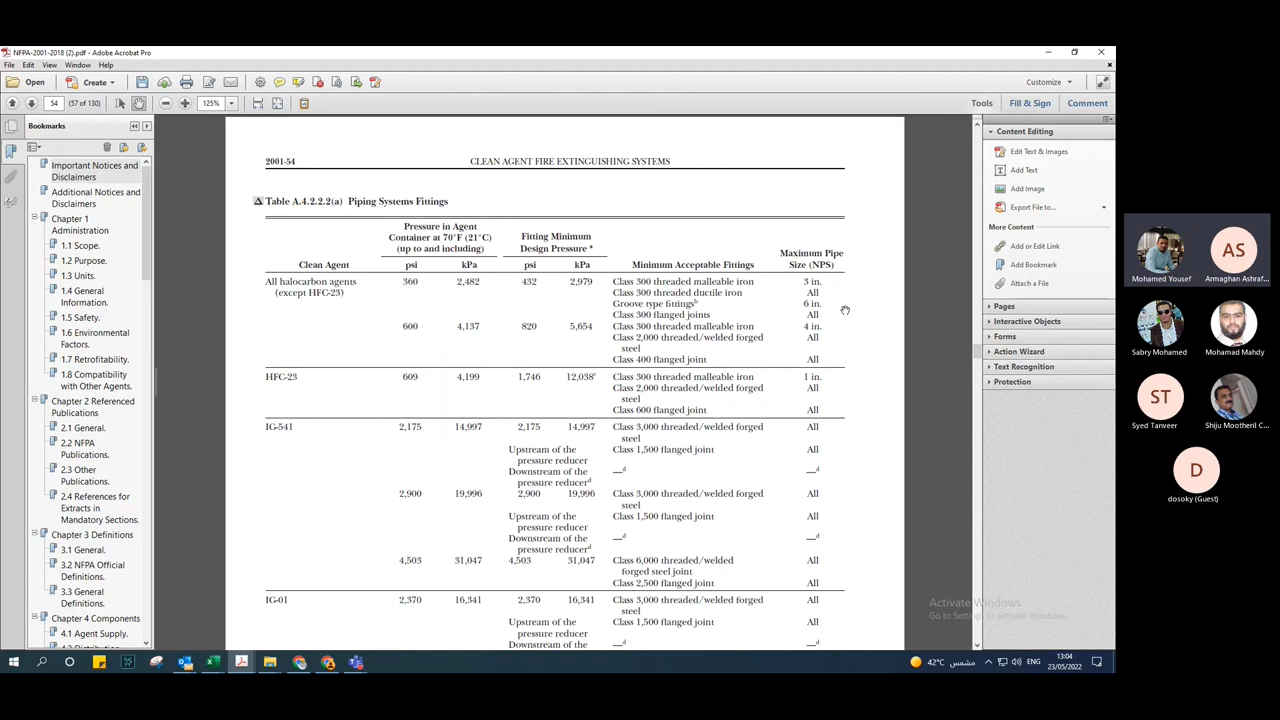 NFPA-2001-2018 (2).pdf - Adobe Acrobat Pro
File Edit View Window Help
Open Create Customize
54 (57 of 130) 125% Tools Fill & Sign Comment
Bookmarks
Important Notices and
Disclaimers
Additional Notices and
Disclaimers
Chapter 1
Administration
1.1 Scope.
1.2 Purpose.
1.3 Units.
1.4 General
Information.
1.5 Safety.
1.6 Environmental
Factors.
1.7 Retrofitability.
1.8 Compatibility
with Other Agents.
Chapter 2 Referenced
Publications
2.1 General.
2.2 NFPA
Publications.
2.3 Other
Publications.
2.4 References for
Extracts in
Mandatory Sections.
Chapter 3 Definitions
3.1 General.
3.2 NFPA Official
Definitions.
3.3 General
Definitions.
Chapter 4 Components
4.1 Agent Supply.
2001-54 CLEAN AGENT FIRE EXTINGUISHING SYSTEMS
Δ Table A.4.2.2.2(a) Piping Systems Fittings
Pressure in Agent
Container at 70°F (21°C)
(up to and including)
Fitting Minimum
Design Pressure a
Maximum Pipe
Size (NPS)
Clean Agent psi kPa psi kPa Minimum Acceptable Fittings
All halocarbon agents 360 2,482 432 2,979 Class 300 threaded malleable iron 3 in.
(except HFC-23) Class 300 threaded ductile iron All
Groove type fittings b 6 in.
Class 300 flanged joints All
600 4,137 820 5,654 Class 300 threaded malleable iron 4 in.
Class 2,000 threaded/welded forged All
steel
Class 400 flanged joint All
HFC-23 609 4,199 1,746 12,038c Class 300 threaded malleable iron 1 in.
Class 2,000 threaded/welded forged All
steel
Class 600 flanged joint All
IG-541 2,175 14,997 2,175 14,997 Class 3,000 threaded/welded forged All
steel
Upstream of the Class 1,500 flanged joint All
pressure reducer
Downstream of the —d —d
pressure reducerd
2,900 19,996 2,900 19,996 Class 3,000 threaded/welded forged All
steel
Upstream of the Class 1,500 flanged joint All
pressure reducer
Downstream of the —d —d
pressure reducerd
4,503 31,047 4,503 31,047 Class 6,000 threaded/welded All
forged steel joint
Class 2,500 flanged joint All
IG-01 2,370 16,341 2,370 16,341 Class 3,000 threaded/welded forged All
steel
Upstream of the Class 1,500 flanged joint All
pressure reducer
Downstream of the —d —d
Content Editing
Edit Text & Images
Add Text
Add Image
Export File to...
More Content
Add or Edit Link
Add Bookmark
Attach a File
Pages
Interactive Objects
Forms
Action Wizard
Text Recognition
Protection
Activate Windows
Go to Settings to activate Windows.
AS
Mohamed Yousef
Armaghan Ashraf...
Sabry Mohamed
Mohamad Mahdy
ST
Syed Tanveer
Shiju Mootheril C...
D
dosoky (Guest)
42°C مشمس ENG 13:04
23/05/2022